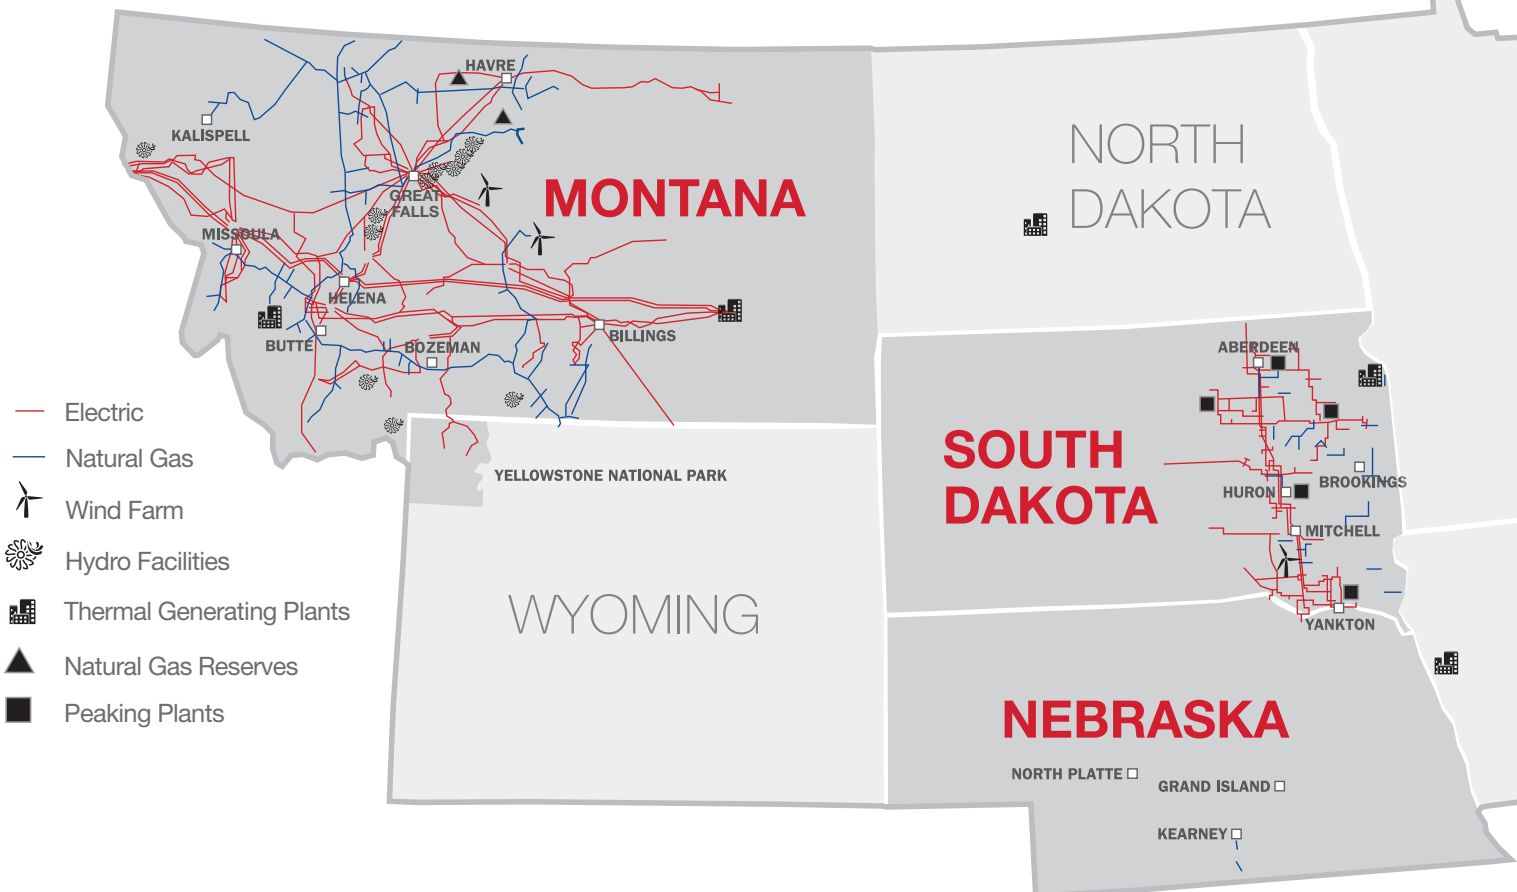 HAVRE
KALISPELL
GREAT
FALLS
MONTANA
NORTH
DAKOTA
MISSOULA
HELENA
BUTTE
BOZEMAN
BILLINGS
ABERDEEN
Electric
Natural Gas
Wind Farm
Hydro Facilities
Thermal Generating Plants
Natural Gas Reserves
Peaking Plants
YELLOWSTONE NATIONAL PARK
SOUTH
DAKOTA
HURON
BROOKINGS
MITCHELL
YANKTON
WYOMING
NEBRASKA
NORTH PLATTE
GRAND ISLAND
KEARNEY